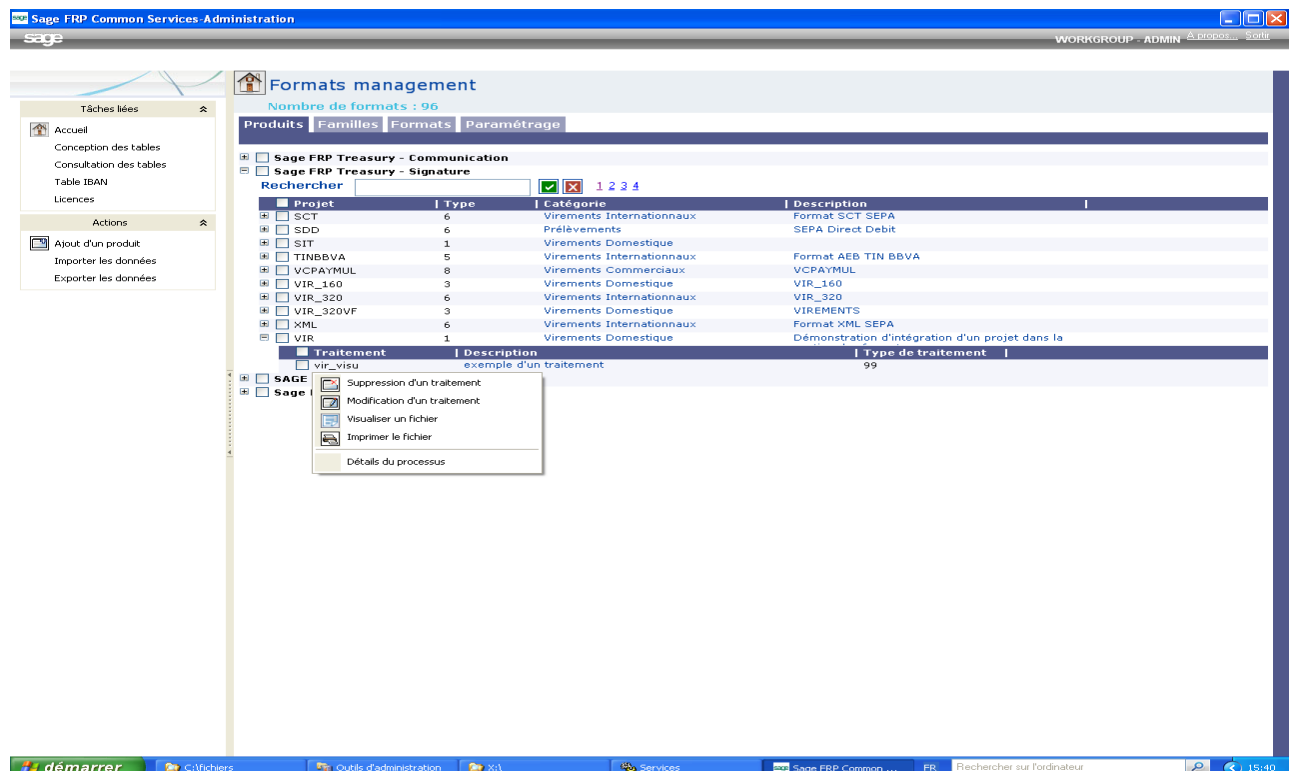 Sage FRP Common Services-Administration
sage
WORKGROUP - ADMIN A propos... Sortir
Formats management
Nombre de formats : 96
Produits Familles Formats Paramétrage
Tâches liées
Accueil
Conception des tables
Consultation des tables
Table IBAN
Licences
Actions
Ajout d'un produit
Importer les données
Exporter les données
Sage FRP Treasury - Communication
Sage FRP Treasury - Signature
Rechercher 1 2 3 4
Projet | Type | Catégorie | Description |
SCT 6 Virements Internationnaux Format SCT SEPA
SDD 6 Prélèvements SEPA Direct Debit
SIT 1 Virements Domestique
TINBBVA 5 Virements Internationnaux Format AEB TIN BBVA
VCPAYMUL 8 Virements Commerciaux VCPAYMUL
VIR_160 3 Virements Domestique VIR_160
VIR_320 6 Virements Internationnaux VIR_320
VIR_320VF 3 Virements Domestique VIREMENTS
XML 6 Virements Internationnaux Format XML SEPA
VIR 1 Virements Domestique Démonstration d'intégration d'un projet dans la
Traitement | Description | Type de traitement |
vir_visu exemple d'un traitement 99
SAGE
Sage
Suppression d'un traitement
Modification d'un traitement
Visualiser un fichier
Imprimer le fichier
Détails du processus
démarrer C:\fichiers Outils d'administration X:\ Services Sage FRP Common ... FR Rechercher sur l'ordinateur 15:40